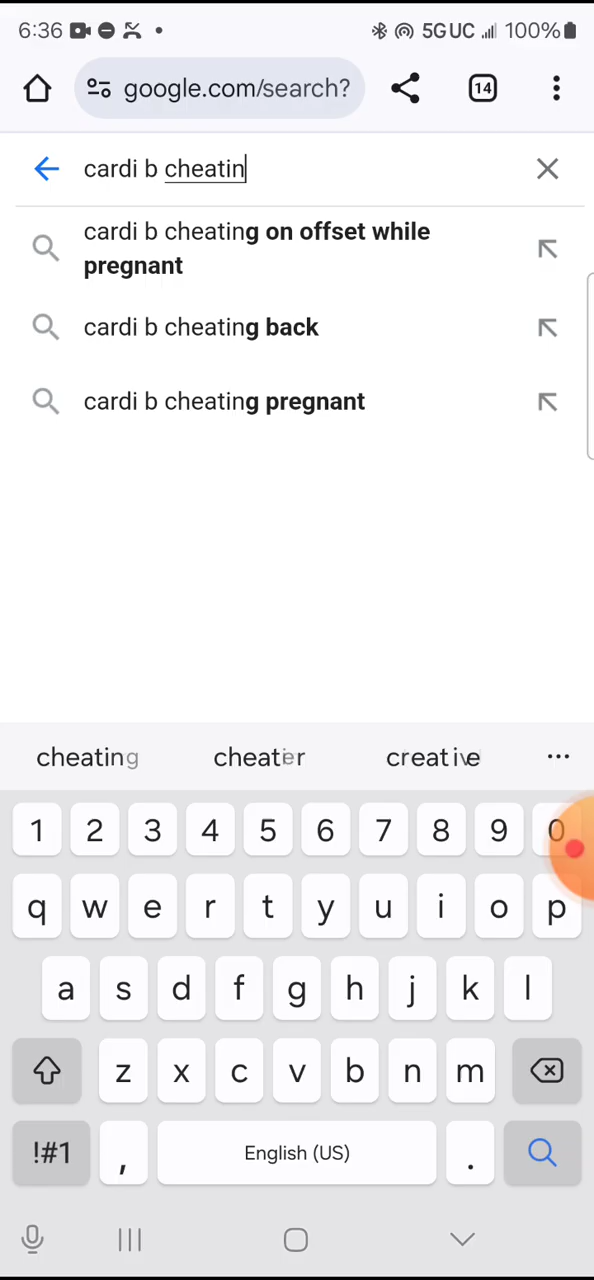 6:36 5GUC 100%
google.com/search? 14
cardi b cheatin
cardi b cheating on offset while
pregnant
cardi b cheating back
cardi b cheating pregnant
cheating cheatier creative ...
1 2 3 4 5 6 7 8 9 0
q w e r t y u i o p
a s d f g h j k l
z x c v b n m
!#1 , English (US) .